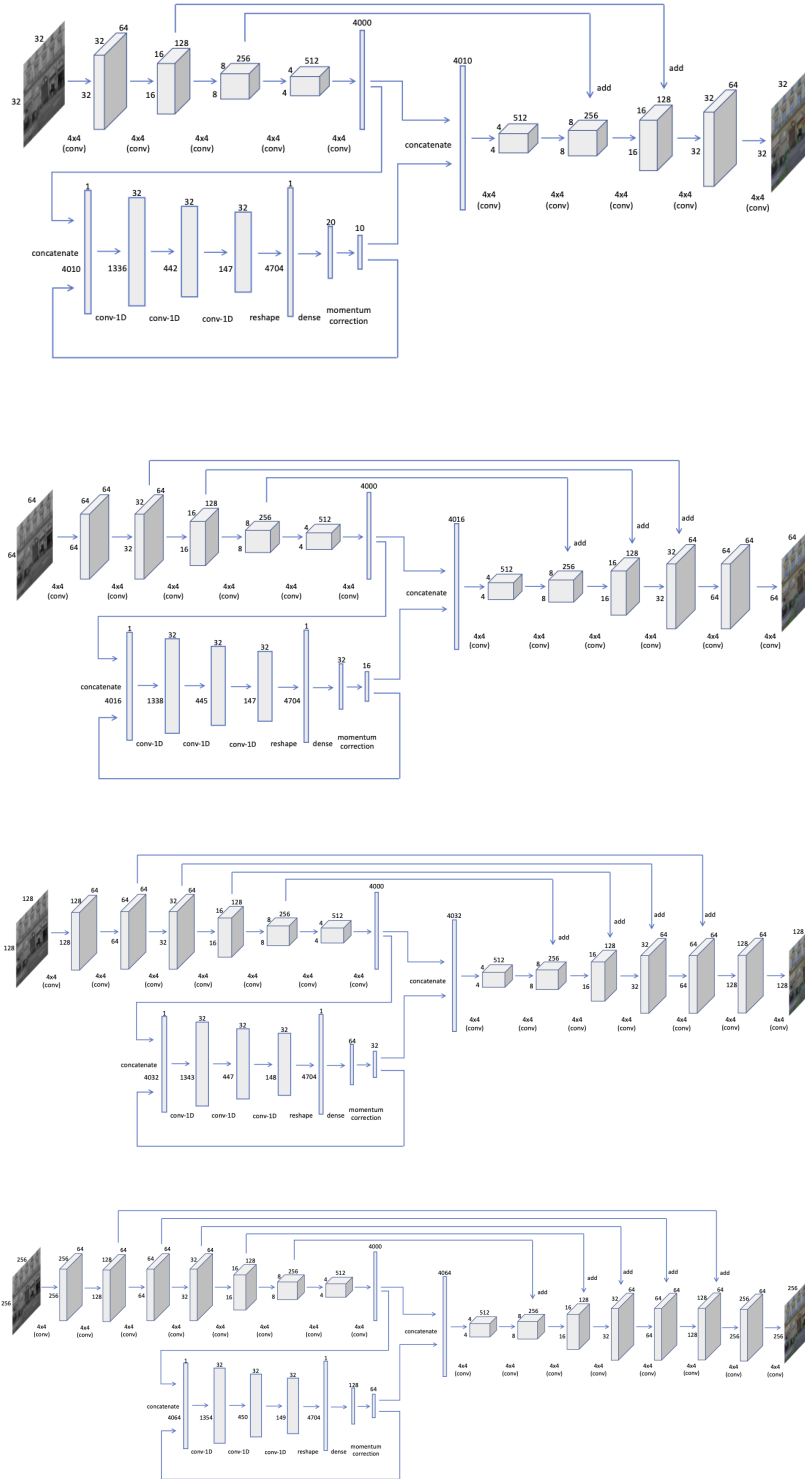 64
4000
32
32
128
16
256
8
512
4
32
32
16
8
4
4x4
(conv)
4x4
(conv)
4x4
(conv)
4x4
(conv)
4x4
(conv)
4010
concatenate
add
add
512
4
4
256
8
8
128
16
16
64
32
32
32
32
4x4
(conv)
4x4
(conv)
4x4
(conv)
4x4
(conv)
4x4
(conv)
1
32
32
32
1
20
10
concatenate
4010
1336
442
147
4704
conv-1D
conv-1D
conv-1D
reshape
dense
momentum
correction
64
64
64
64
64
32
64
32
16
128
16
8
256
8
4
512
4
4000
4x4
(conv)
4x4
(conv)
4x4
(conv)
4x4
(conv)
4x4
(conv)
4x4
(conv)
4016
concatenate
add
add
add
4
512
4
8
256
8
16
128
16
32
64
32
64
64
64
64
64
4x4
(conv)
4x4
(conv)
4x4
(conv)
4x4
(conv)
4x4
(conv)
4x4
(conv)
1
32
32
32
1
32
16
concatenate
4016
1338
445
147
4704
conv-1D
conv-1D
conv-1D
reshape
dense
momentum
correction
128
128
128
64
128
64
64
64
32
64
32
16
128
16
8
256
8
4
512
4
4000
4x4
(conv)
4x4
(conv)
4x4
(conv)
4x4
(conv)
4x4
(conv)
4x4
(conv)
4x4
(conv)
4032
concatenate
add
add
add
add
4
512
4
8
256
8
16
128
16
32
64
32
64
64
64
128
64
128
128
128
4x4
(conv)
4x4
(conv)
4x4
(conv)
4x4
(conv)
4x4
(conv)
4x4
(conv)
4x4
(conv)
1
32
32
32
1
64
32
concatenate
4032
1343
447
148
4704
conv-1D
conv-1D
conv-1D
reshape
dense
momentum
correction
256
256
256
64
256
128
64
128
64
64
64
32
64
32
16
128
16
8
256
8
4
512
4
4000
4x4
(conv)
4x4
(conv)
4x4
(conv)
4x4
(conv)
4x4
(conv)
4x4
(conv)
4x4
(conv)
4x4
(conv)
4064
concatenate
add
add
add
add
add
4
512
4
8
256
8
16
128
16
32
64
32
64
64
64
128
64
128
256
64
256
256
256
4x4
(conv)
4x4
(conv)
4x4
(conv)
4x4
(conv)
4x4
(conv)
4x4
(conv)
4x4
(conv)
4x4
(conv)
1
32
32
32
1
128
64
concatenate
4064
1354
450
149
4704
conv-1D
conv-1D
conv-1D
reshape
dense
momentum
correction